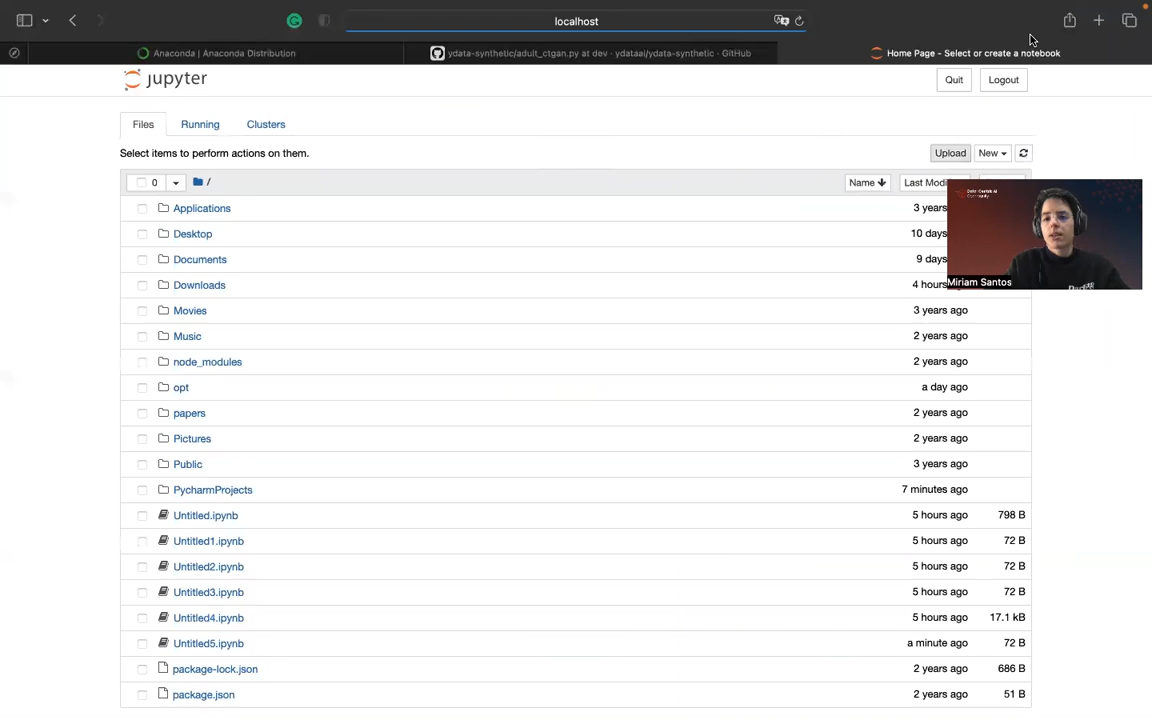 localhost
Anaconda | Anaconda Distribution
ydata-synthetic/adult_ctgan.py at dev · ydataai/ydata-synthetic · GitHub
Home Page - Select or create a notebook
jupyter
Quit
Logout
Files
Running
Clusters
Select items to perform actions on them.
Upload
New
0
/
Name
Last Modi
Applications
3 years
Desktop
10 days
Documents
9 days
Downloads
4 hours
Miriam Santos
Movies
3 years ago
Music
2 years ago
node_modules
2 years ago
opt
a day ago
papers
2 years ago
Pictures
2 years ago
Public
3 years ago
PycharmProjects
7 minutes ago
Untitled.ipynb
5 hours ago
798 B
Untitled1.ipynb
5 hours ago
72 B
Untitled2.ipynb
5 hours ago
72 B
Untitled3.ipynb
5 hours ago
72 B
Untitled4.ipynb
5 hours ago
17.1 kB
Untitled5.ipynb
a minute ago
72 B
package-lock.json
2 years ago
686 B
package.json
2 years ago
51 B